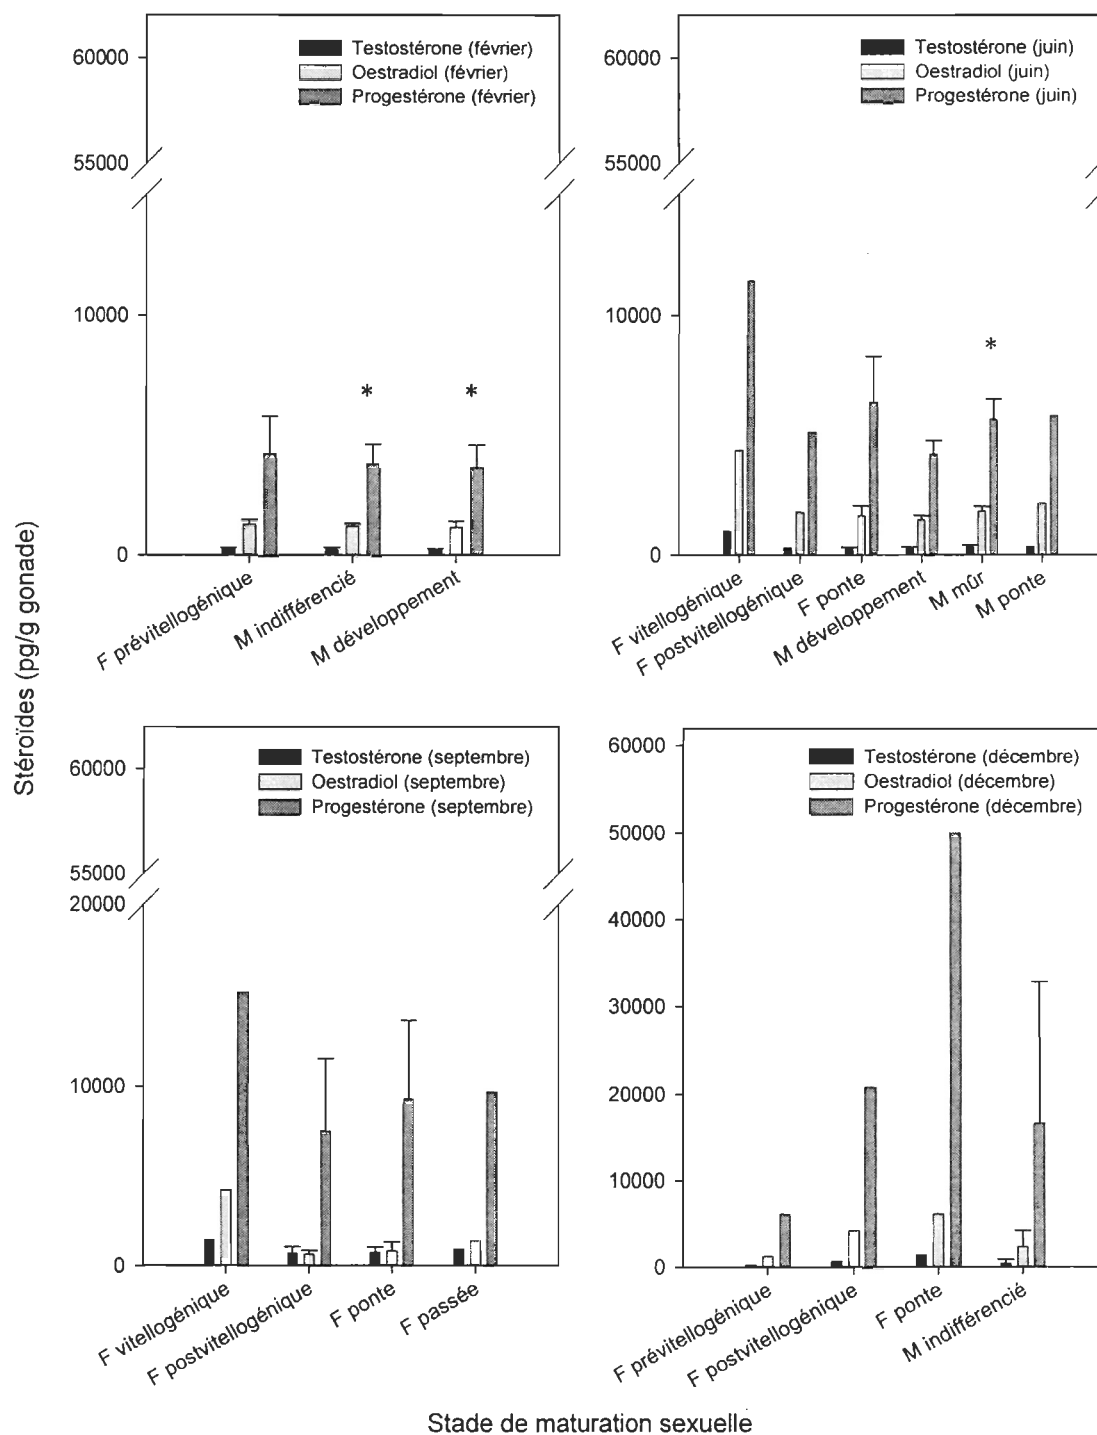 Stéroïdes (pg/g gonade)
60000
55000
10000
0
Testostérone (février)
Oestradiol (février)
Progestérone (février)
*
*
F prévitellogénique
M indifférencié
M développement
60000
55000
10000
0
Testostérone (juin)
Oestradiol (juin)
Progestérone (juin)
*
F vitellogénique
F postvitellogénique
F ponte
M développement
M mûr
M ponte
60000
55000
20000
10000
0
Testostérone (septembre)
Oestradiol (septembre)
Progestérone (septembre)
F vitellogénique
F postvitellogénique
F ponte
F passée
60000
50000
40000
30000
20000
10000
0
Testostérone (décembre)
Oestradiol (décembre)
Progestérone (décembre)
F prévitellogénique
F postvitellogénique
F ponte
M indifférencié
Stade de maturation sexuelle